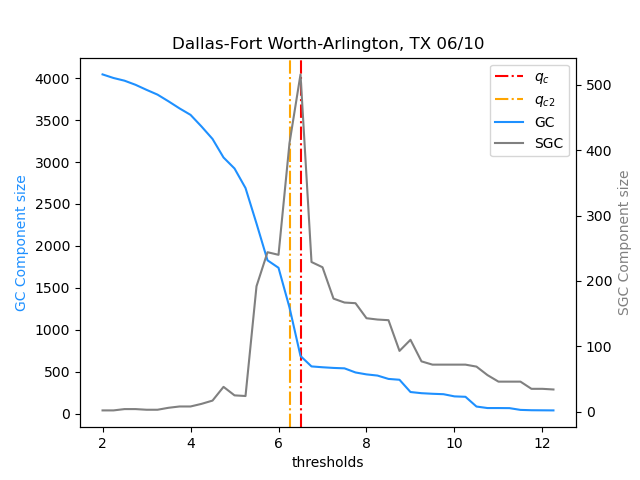 Dallas-Fort Worth-Arlington, TX 06/10
4000
3500
3000
2500
2000
1500
1000
500
0
GC Component size
500
400
300
200
100
0
SGC Component size
q_c
q_{c2}
GC
SGC
2 4 6 8 10 12
thresholds